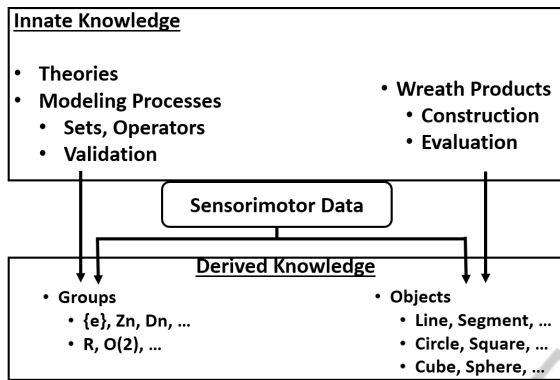 Innate Knowledge
• Theories
• Modeling Processes
• Sets, Operators
• Validation
• Wreath Products
• Construction
• Evaluation
Sensorimotor Data
Derived Knowledge
• Groups
• {e}, Zn, Dn, ...
• R, O(2), ...
• Objects
• Line, Segment, ...
• Circle, Square, ...
• Cube, Sphere, ...